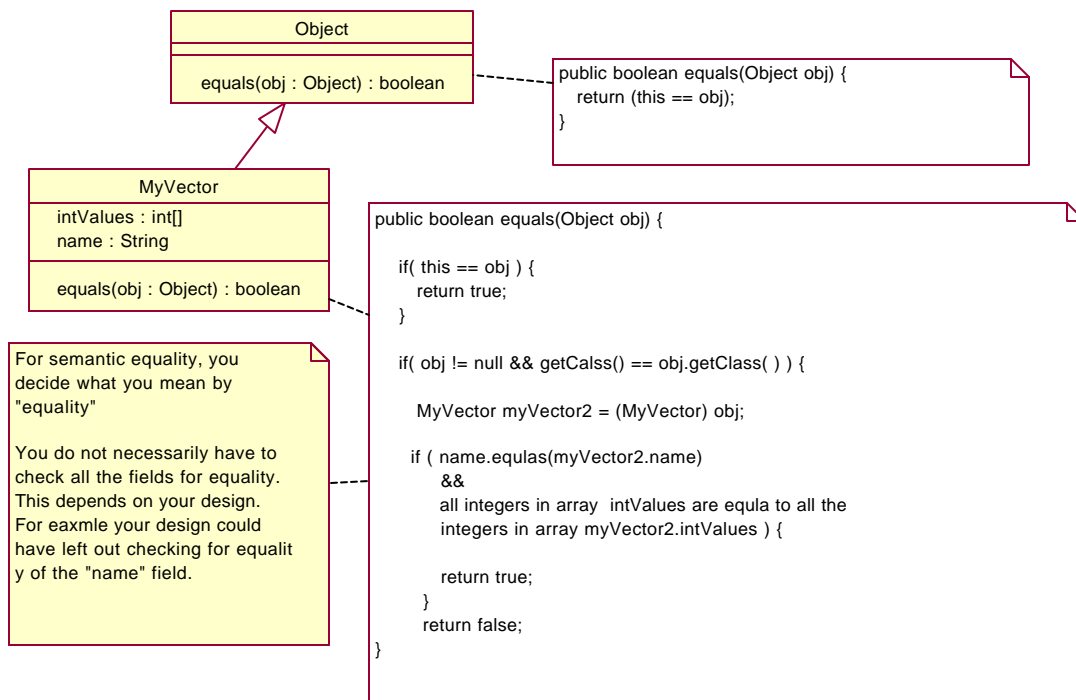 Object
equals(obj : Object) : boolean
public boolean equals(Object obj) {
return (this == obj);
}
MyVector
intValues : int[]
name : String
equals(obj : Object) : boolean
public boolean equals(Object obj) {
if( this == obj ) {
return true;
}
if( obj != null && getCalss() == obj.getClass( ) ) {
MyVector myVector2 = (MyVector) obj;
if ( name.equlas(myVector2.name)
&&
all integers in array intValues are equla to all the
integers in array myVector2.intValues ) {
return true;
}
return false;
}
For semantic equality, you
decide what you mean by
"equality"
You do not necessarily have to
check all the fields for equality.
This depends on your design.
For eaxmle your design could
have left out checking for equalit
y of the "name" field.